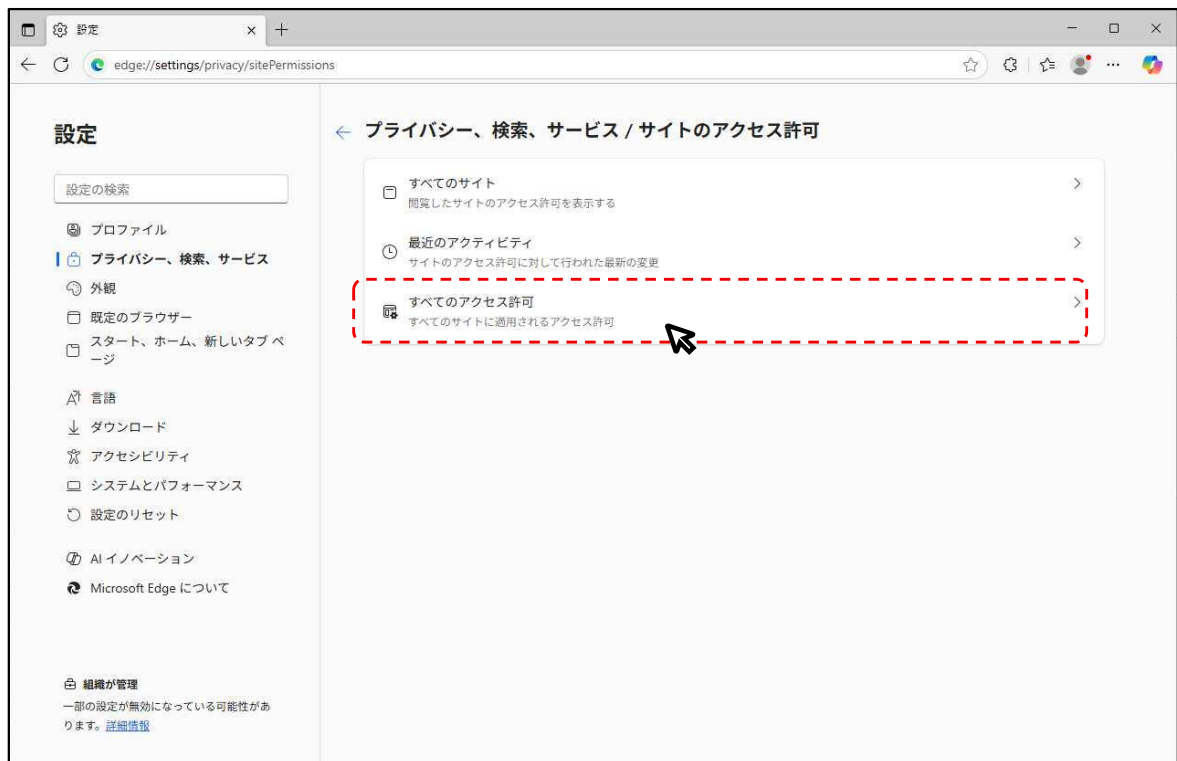 設定
edge://settings/privacy/sitePermissions
設定
設定の検索
プロファイル
プライバシー、検索、サービス
外観
既定のブラウザー
スタート、ホーム、新しいタブ ペ
ージ
言語
ダウンロード
アクセシビリティ
システムとパフォーマンス
設定のリセット
AI イノベーション
Microsoft Edge について
組織が管理
一部の設定が無効になっている可能性があ
ります。詳細情報
プライバシー、検索、サービス / サイトのアクセス許可
すべてのサイト
閲覧したサイトのアクセス許可を表示する
最近のアクティビティ
サイトのアクセス許可に対して行われた最新の変更
すべてのアクセス許可
すべてのサイトに適用されるアクセス許可